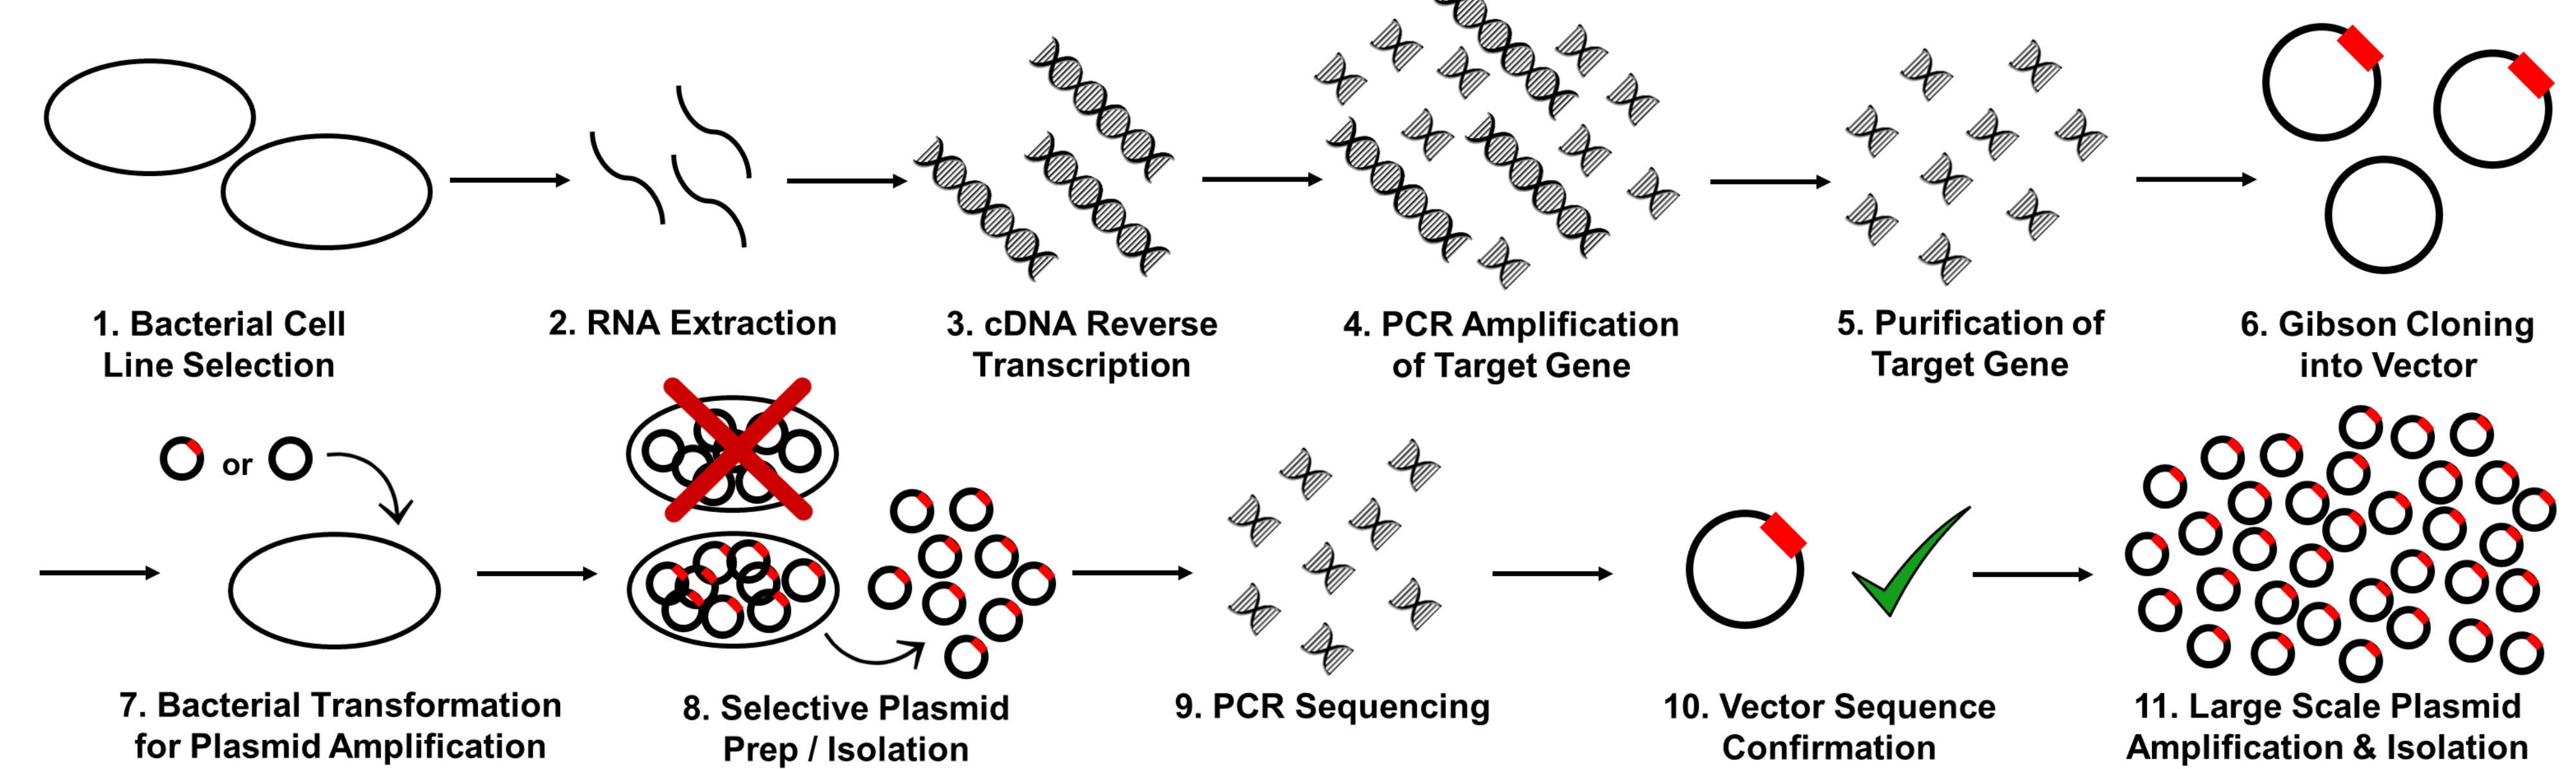 1. Bacterial Cell
Line Selection
2. RNA Extraction
3. cDNA Reverse
Transcription
4. PCR Amplification
of Target Gene
5. Purification of
Target Gene
6. Gibson Cloning
into Vector
or
7. Bacterial Transformation
for Plasmid Amplification
8. Selective Plasmid
Prep / Isolation
9. PCR Sequencing
10. Vector Sequence
Confirmation
11. Large Scale Plasmid
Amplification & Isolation